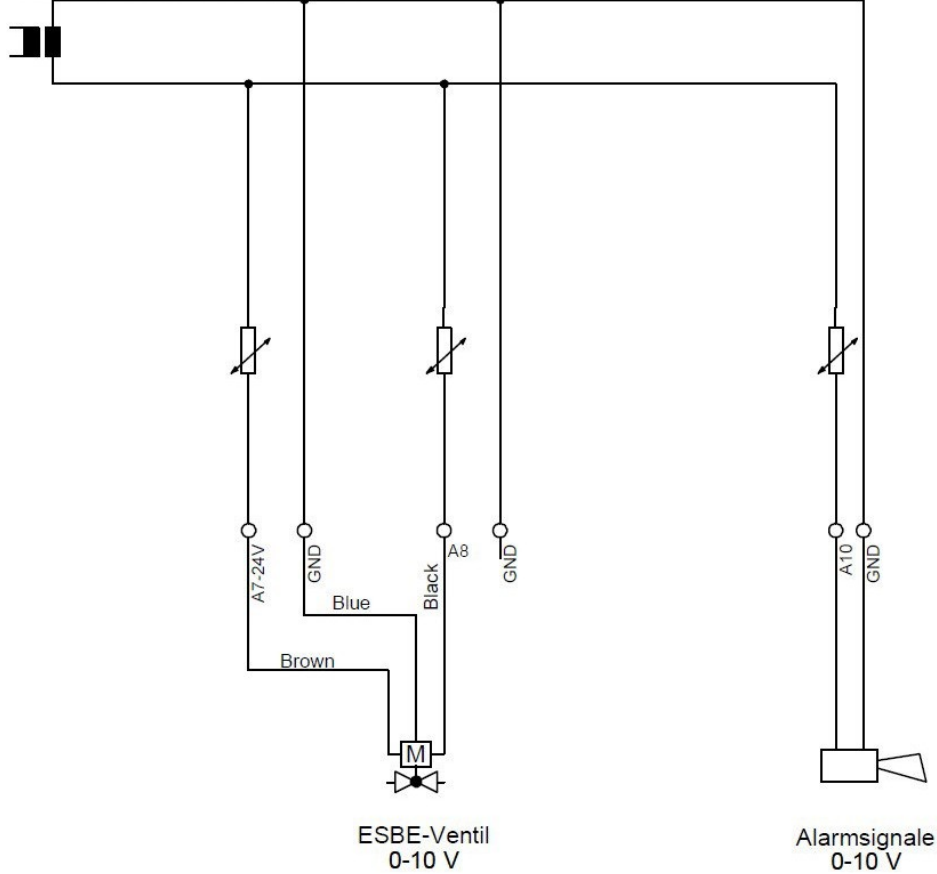 A7-24V
GND
A8
GND
A10
GND
Black
Blue
Brown
M
ESBE-Ventil
0-10 V
Alarmsignale
0-10 V